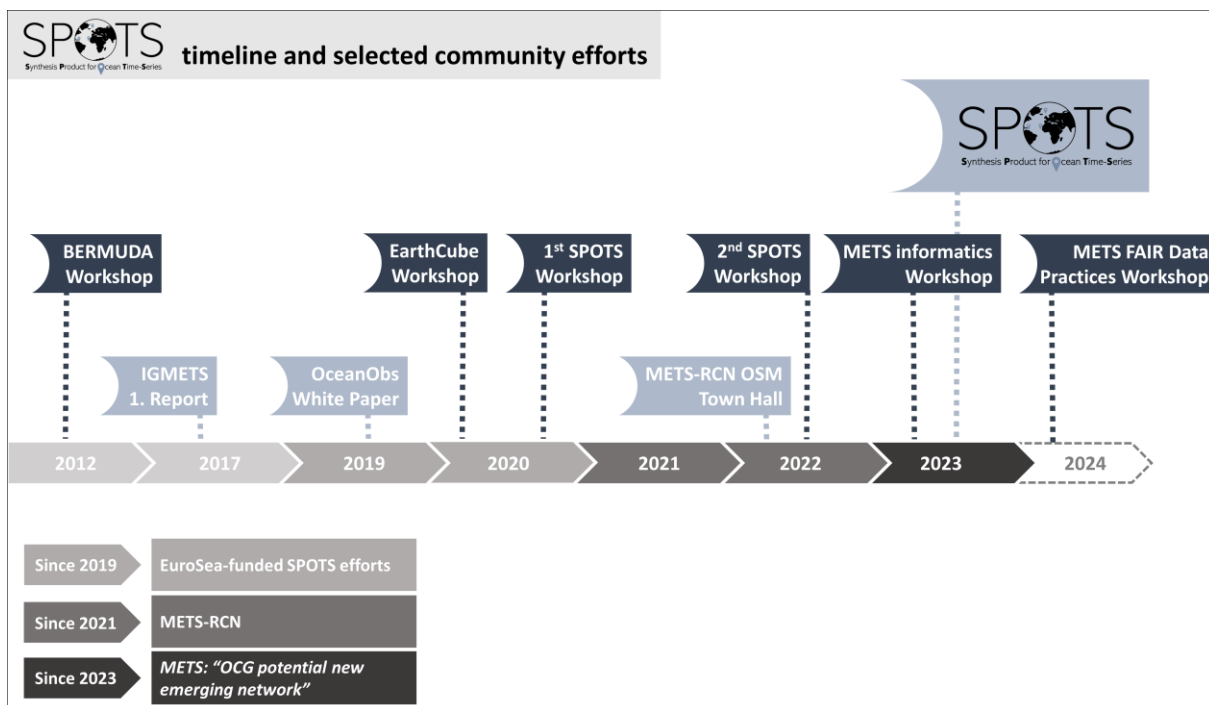 SPOTS
Synthesis Product for Ocean Time-Series
timeline and selected community efforts
SPOTS
Synthesis Product for Ocean Time-Series
BERMUDA
Workshop
EarthCube
Workshop
1st SPOTS
Workshop
2nd SPOTS
Workshop
METS informatics
Workshop
METS FAIR Data
Practices Workshop
IGMETS
1. Report
OceanObs
White Paper
METS-RCN OSM
Town Hall
2012
2017
2019
2020
2021
2022
2023
2024
Since 2019
EuroSea-funded SPOTS efforts
Since 2021
METS-RCN
Since 2023
METS: “OCG potential new
emerging network”